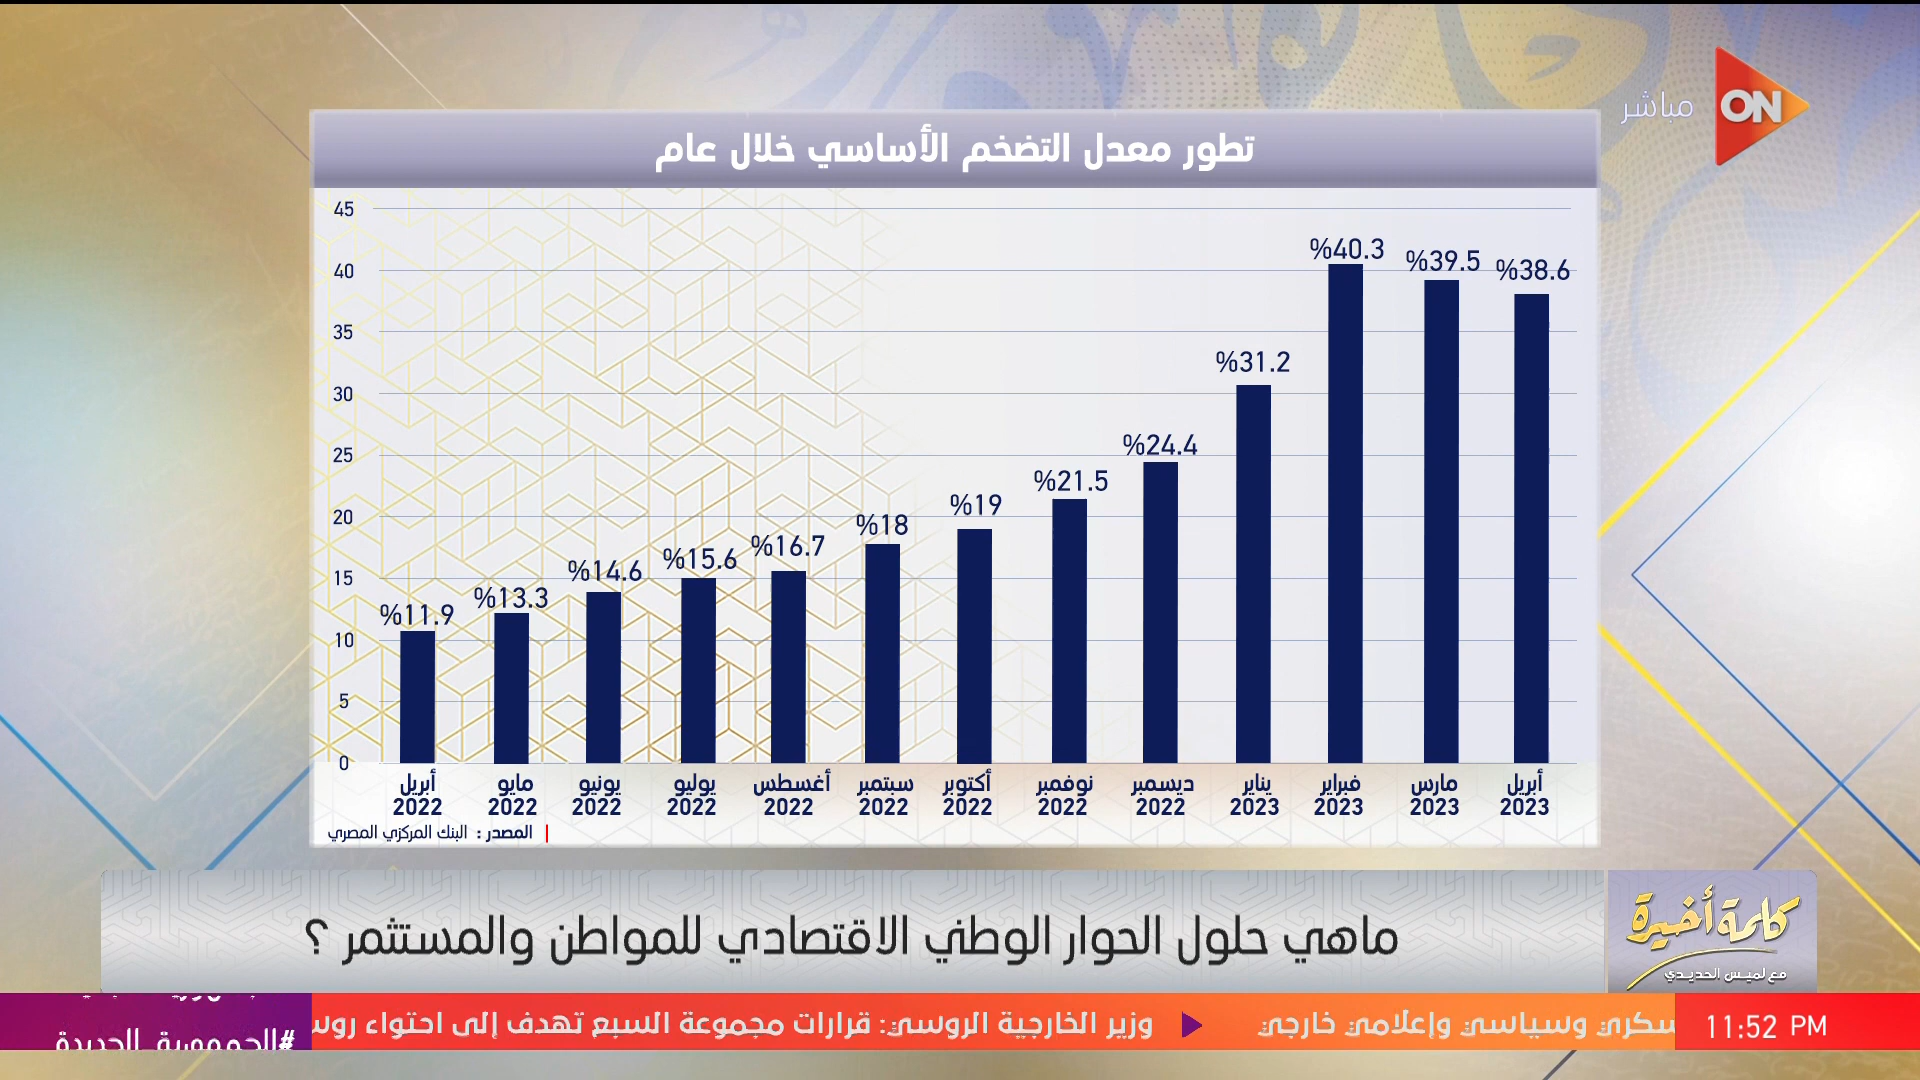 مباشر
ON
تطور معدل التضخم الأساسي خلال عام
45
40
35
30
25
20
15
10
5
0
%11.9
%13.3
%14.6
%15.6
%16.7
%18
%19
%21.5
%24.4
%31.2
%40.3
%39.5
%38.6
أبريل 2022
مايو 2022
يونيو 2022
يوليو 2022
أغسطس 2022
سبتمبر 2022
أكتوبر 2022
نوفمبر 2022
ديسمبر 2022
يناير 2023
فبراير 2023
مارس 2023
أبريل 2023
المصدر : البنك المركزي المصري
ماهي حلول الحوار الوطني الاقتصادي للمواطن والمستثمر ؟
كلمة أخيرة
مع لميس الحديدي
وسياسي وإعلامي خارجي
وزير الخارجية الروسي: قرارات مجموعة السبع تهدف إلى احتواء
11:52 PM
#الجمهورية_الجديدة